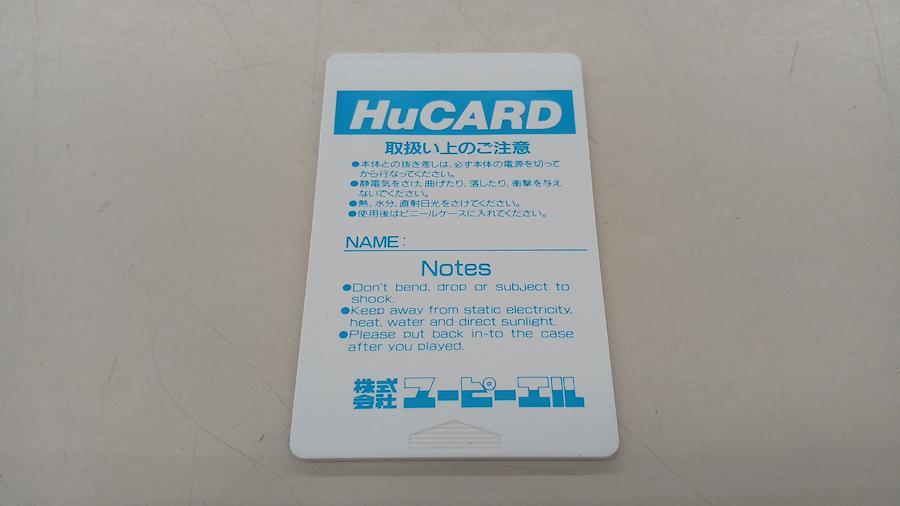 HuCARD
取扱い上のご注意
●本体との抜き差しは、必ず本体の電源を切って
から行なってください。
●静電気をさけ、曲げたり、落したり、衝撃を与え
ないでください。
●熱、水分、直射日光をさけてください。
●使用後はビニールケースに入れてください。
NAME:
Notes
●Don't bend, drop or subject to
shock.
●Keep away from static electricity,
heat, water and direct sunlight.
●Please put back in-to the case
after you played.
株式会社 ユーピーエル